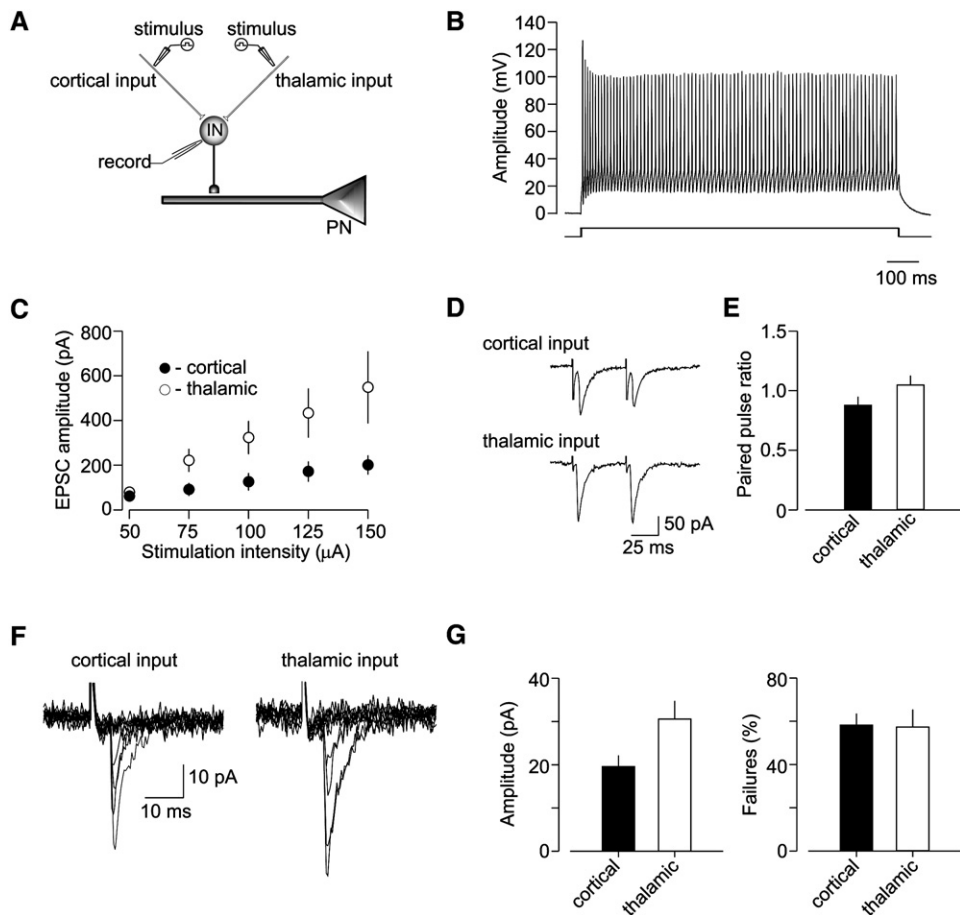 A
stimulus stimulus
cortical input thalamic input
IN
record
PN
B
Amplitude (mV)
140
120
100
80
60
40
20
0
100 ms
C
EPSC amplitude (pA)
800
600
400
200
0
- cortical
- thalamic
50 75 100 125 150
Stimulation intensity (μA)
D
cortical input
thalamic input
50 pA
25 ms
E
Paired pulse ratio
1.5
1.0
0.5
0
cortical
thalamic
F
cortical input thalamic input
10 pA
10 ms
G
Amplitude (pA)
40
20
0
cortical
thalamic
Failures (%)
80
40
0
cortical
thalamic